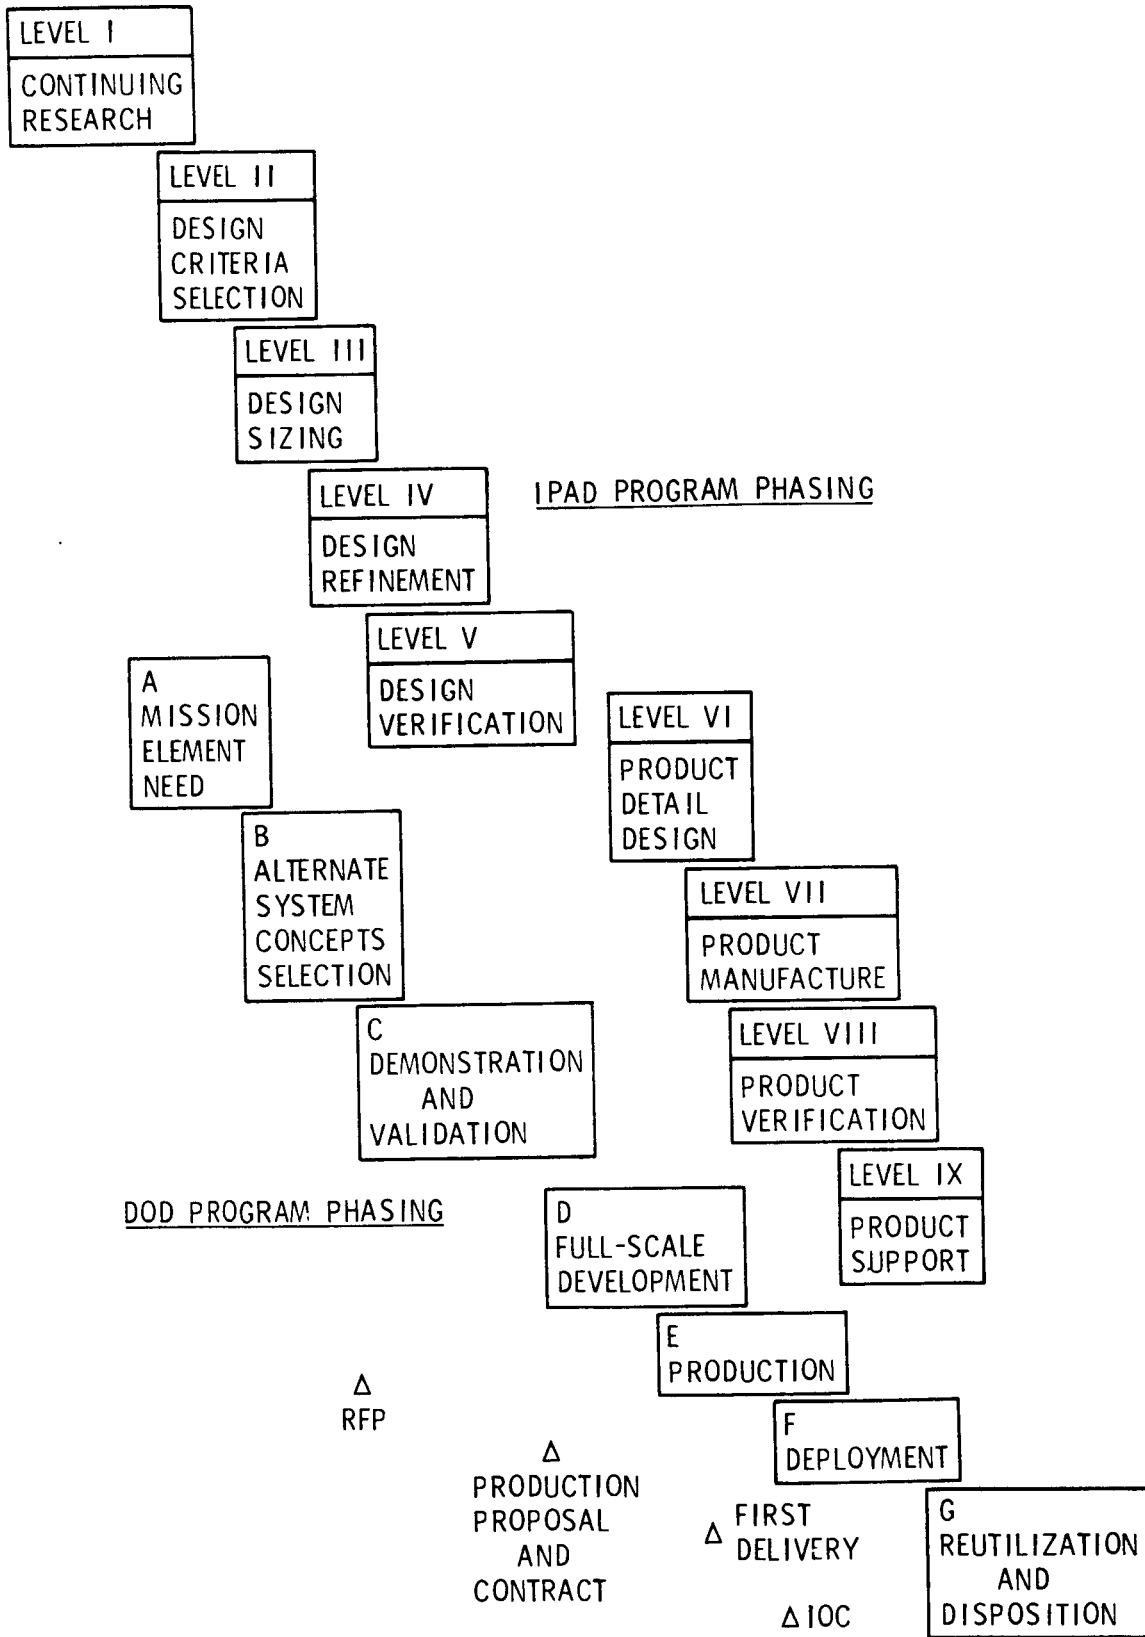 LEVEL I
CONTINUING
RESEARCH
LEVEL II
DESIGN
CRITERIA
SELECTION
LEVEL III
DESIGN
SIZING
LEVEL IV
DESIGN
REFINEMENT
IPAD PROGRAM PHASING
LEVEL V
DESIGN
VERIFICATION
A
MISSION
ELEMENT
NEED
LEVEL VI
PRODUCT
DETAIL
DESIGN
B
ALTERNATE
SYSTEM
CONCEPTS
SELECTION
LEVEL VII
PRODUCT
MANUFACTURE
C
DEMONSTRATION
AND
VALIDATION
LEVEL VIII
PRODUCT
VERIFICATION
LEVEL IX
PRODUCT
SUPPORT
DOD PROGRAM PHASING
D
FULL-SCALE
DEVELOPMENT
E
PRODUCTION
Δ
RFP
F
DEPLOYMENT
Δ
PRODUCTION
PROPOSAL
AND
CONTRACT
Δ FIRST
DELIVERY
Δ IOC
G
REUTILIZATION
AND
DISPOSITION